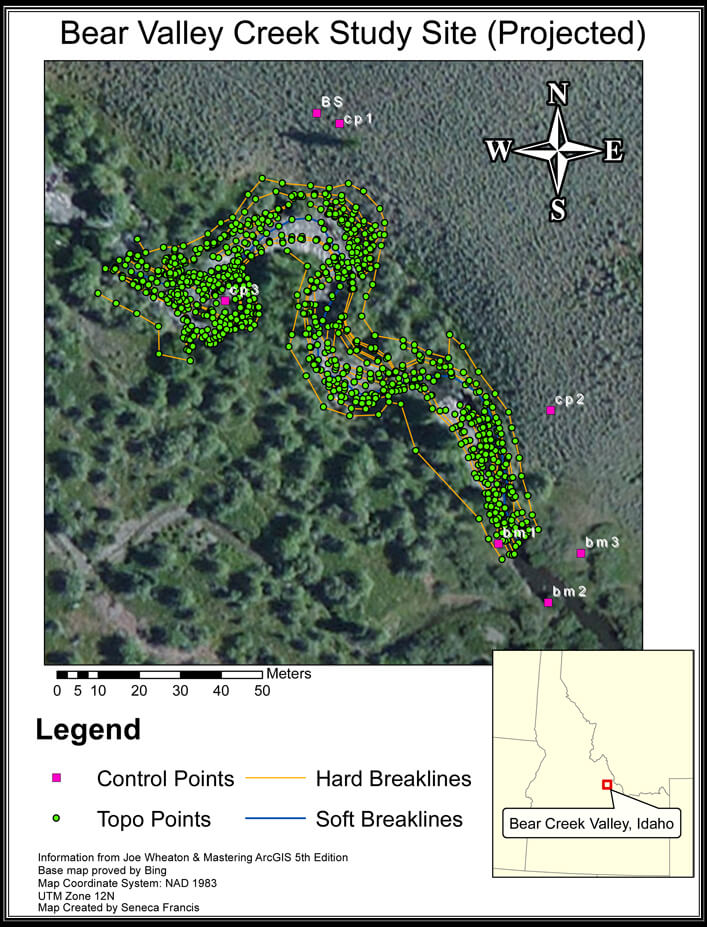 Bear Valley Creek Study Site (Projected)
BS
cp1
N
W E
S
cp3
cp2
bm1
bm3
bm2
Meters
0 5 10 20 30 40 50
Legend
Control Points Hard Breaklines
Topo Points Soft Breaklines
Bear Creek Valley, Idaho
Information from Joe Wheaton & Mastering ArcGIS 5th Edition
Base map proved by Bing
Map Coordinate System: NAD 1983
UTM Zone 12N
Map Created by Seneca Francis